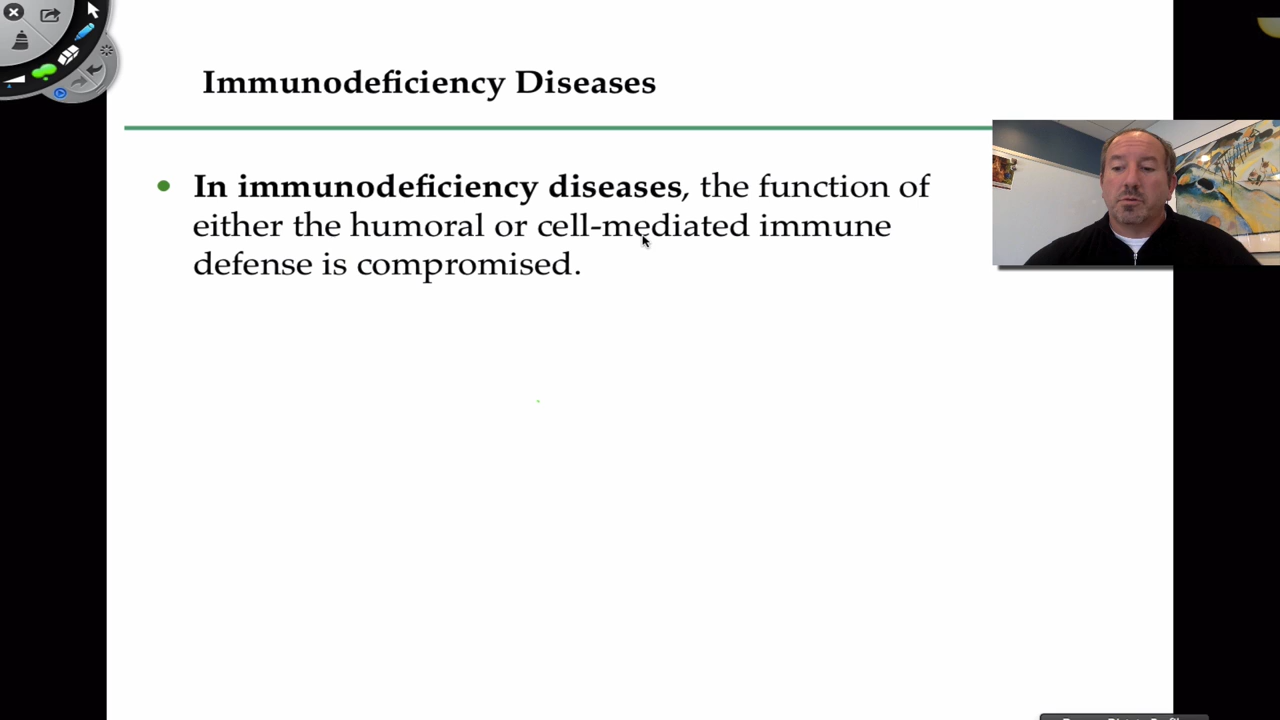 Immunodeficiency Diseases
• In immunodeficiency diseases, the function of
either the humoral or cell-mediated immune
defense is compromised.